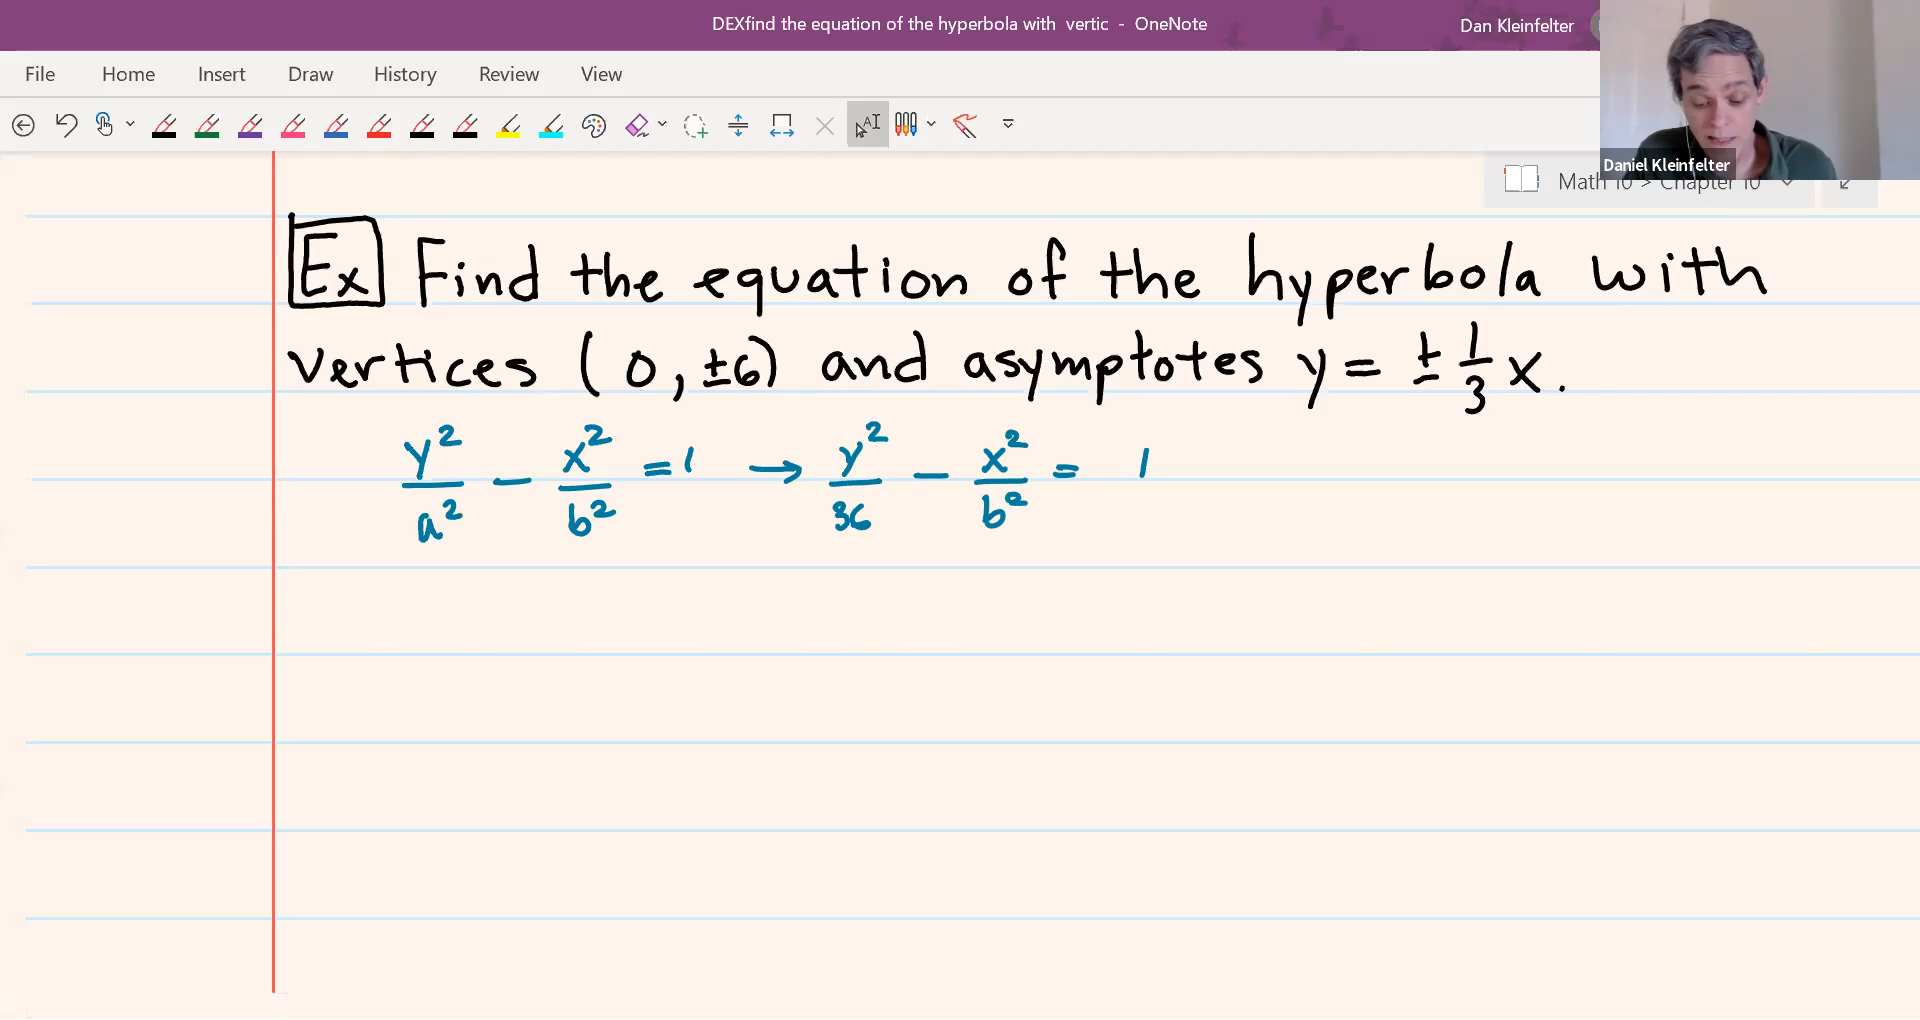 DEXfind the equation of the hyperbola with vertic - OneNote
Dan Kleinfelter
File Home Insert Draw History Review View
Daniel Kleinfelter
Math 10 > Chapter 10
Ex Find the equation of the hyperbola with
vertices (0, ±6) and asymptotes y = ± 1/3 x.
y²/a² − x²/b² = 1 → y²/36 − x²/b² = 1